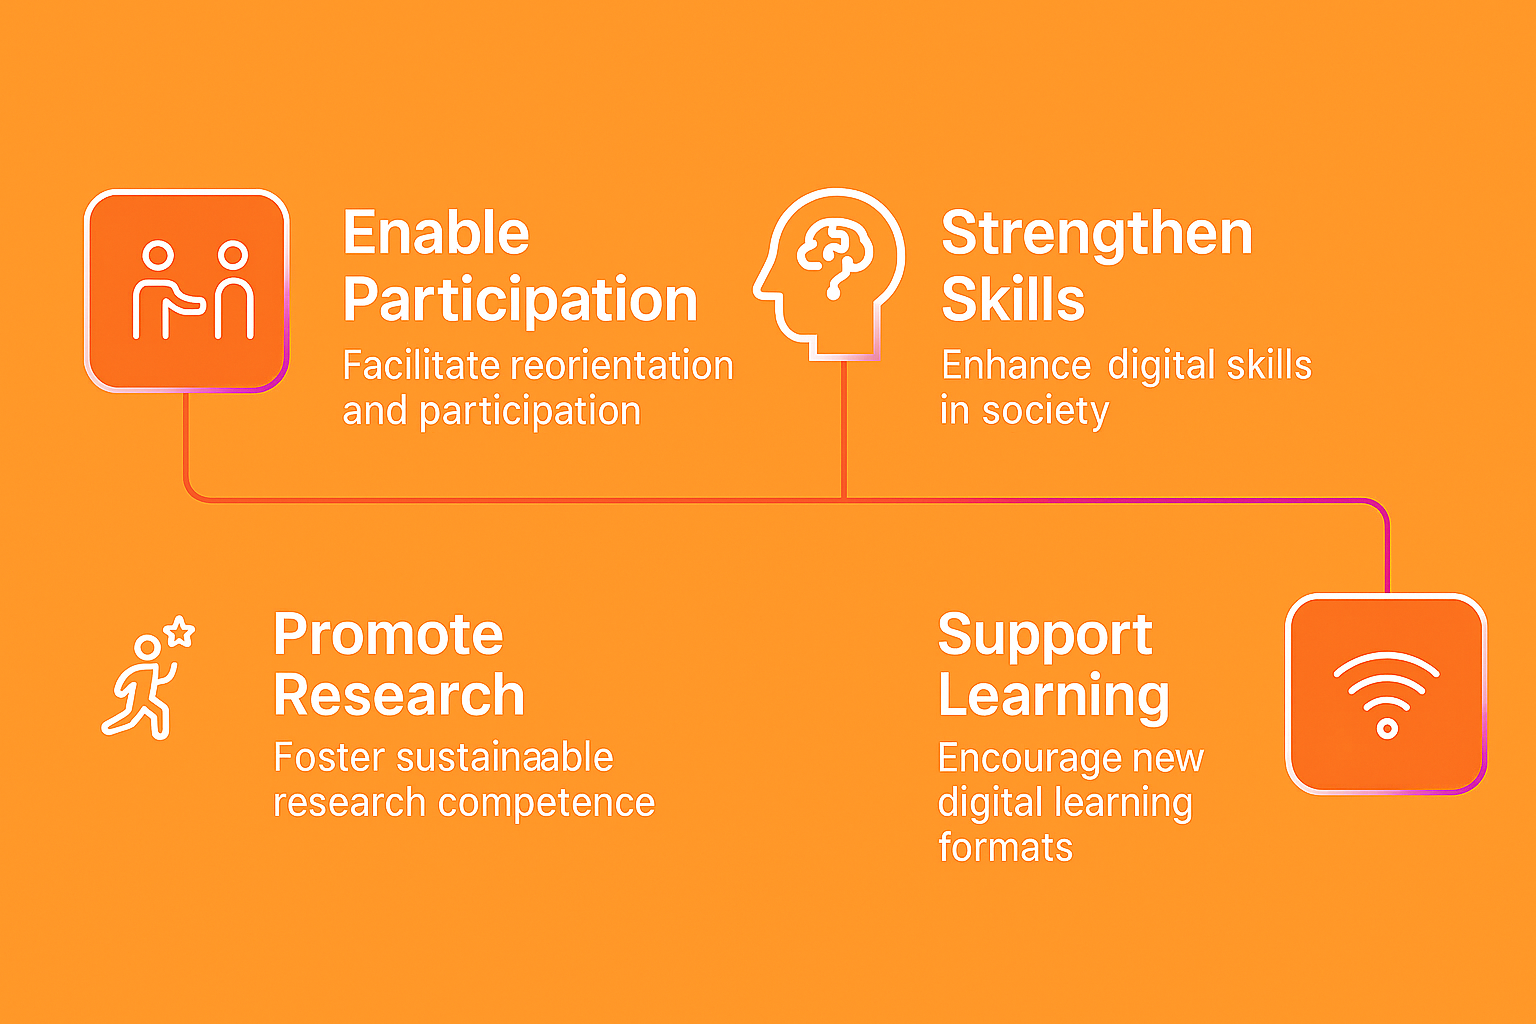 Enable
Participation
Facilitate reorientation
and participation
Strengthen
Skills
Enhance digital skills
in society
Promote
Research
Foster sustainaable
research competence
Support
Learning
Encourage new
digital learning
formats